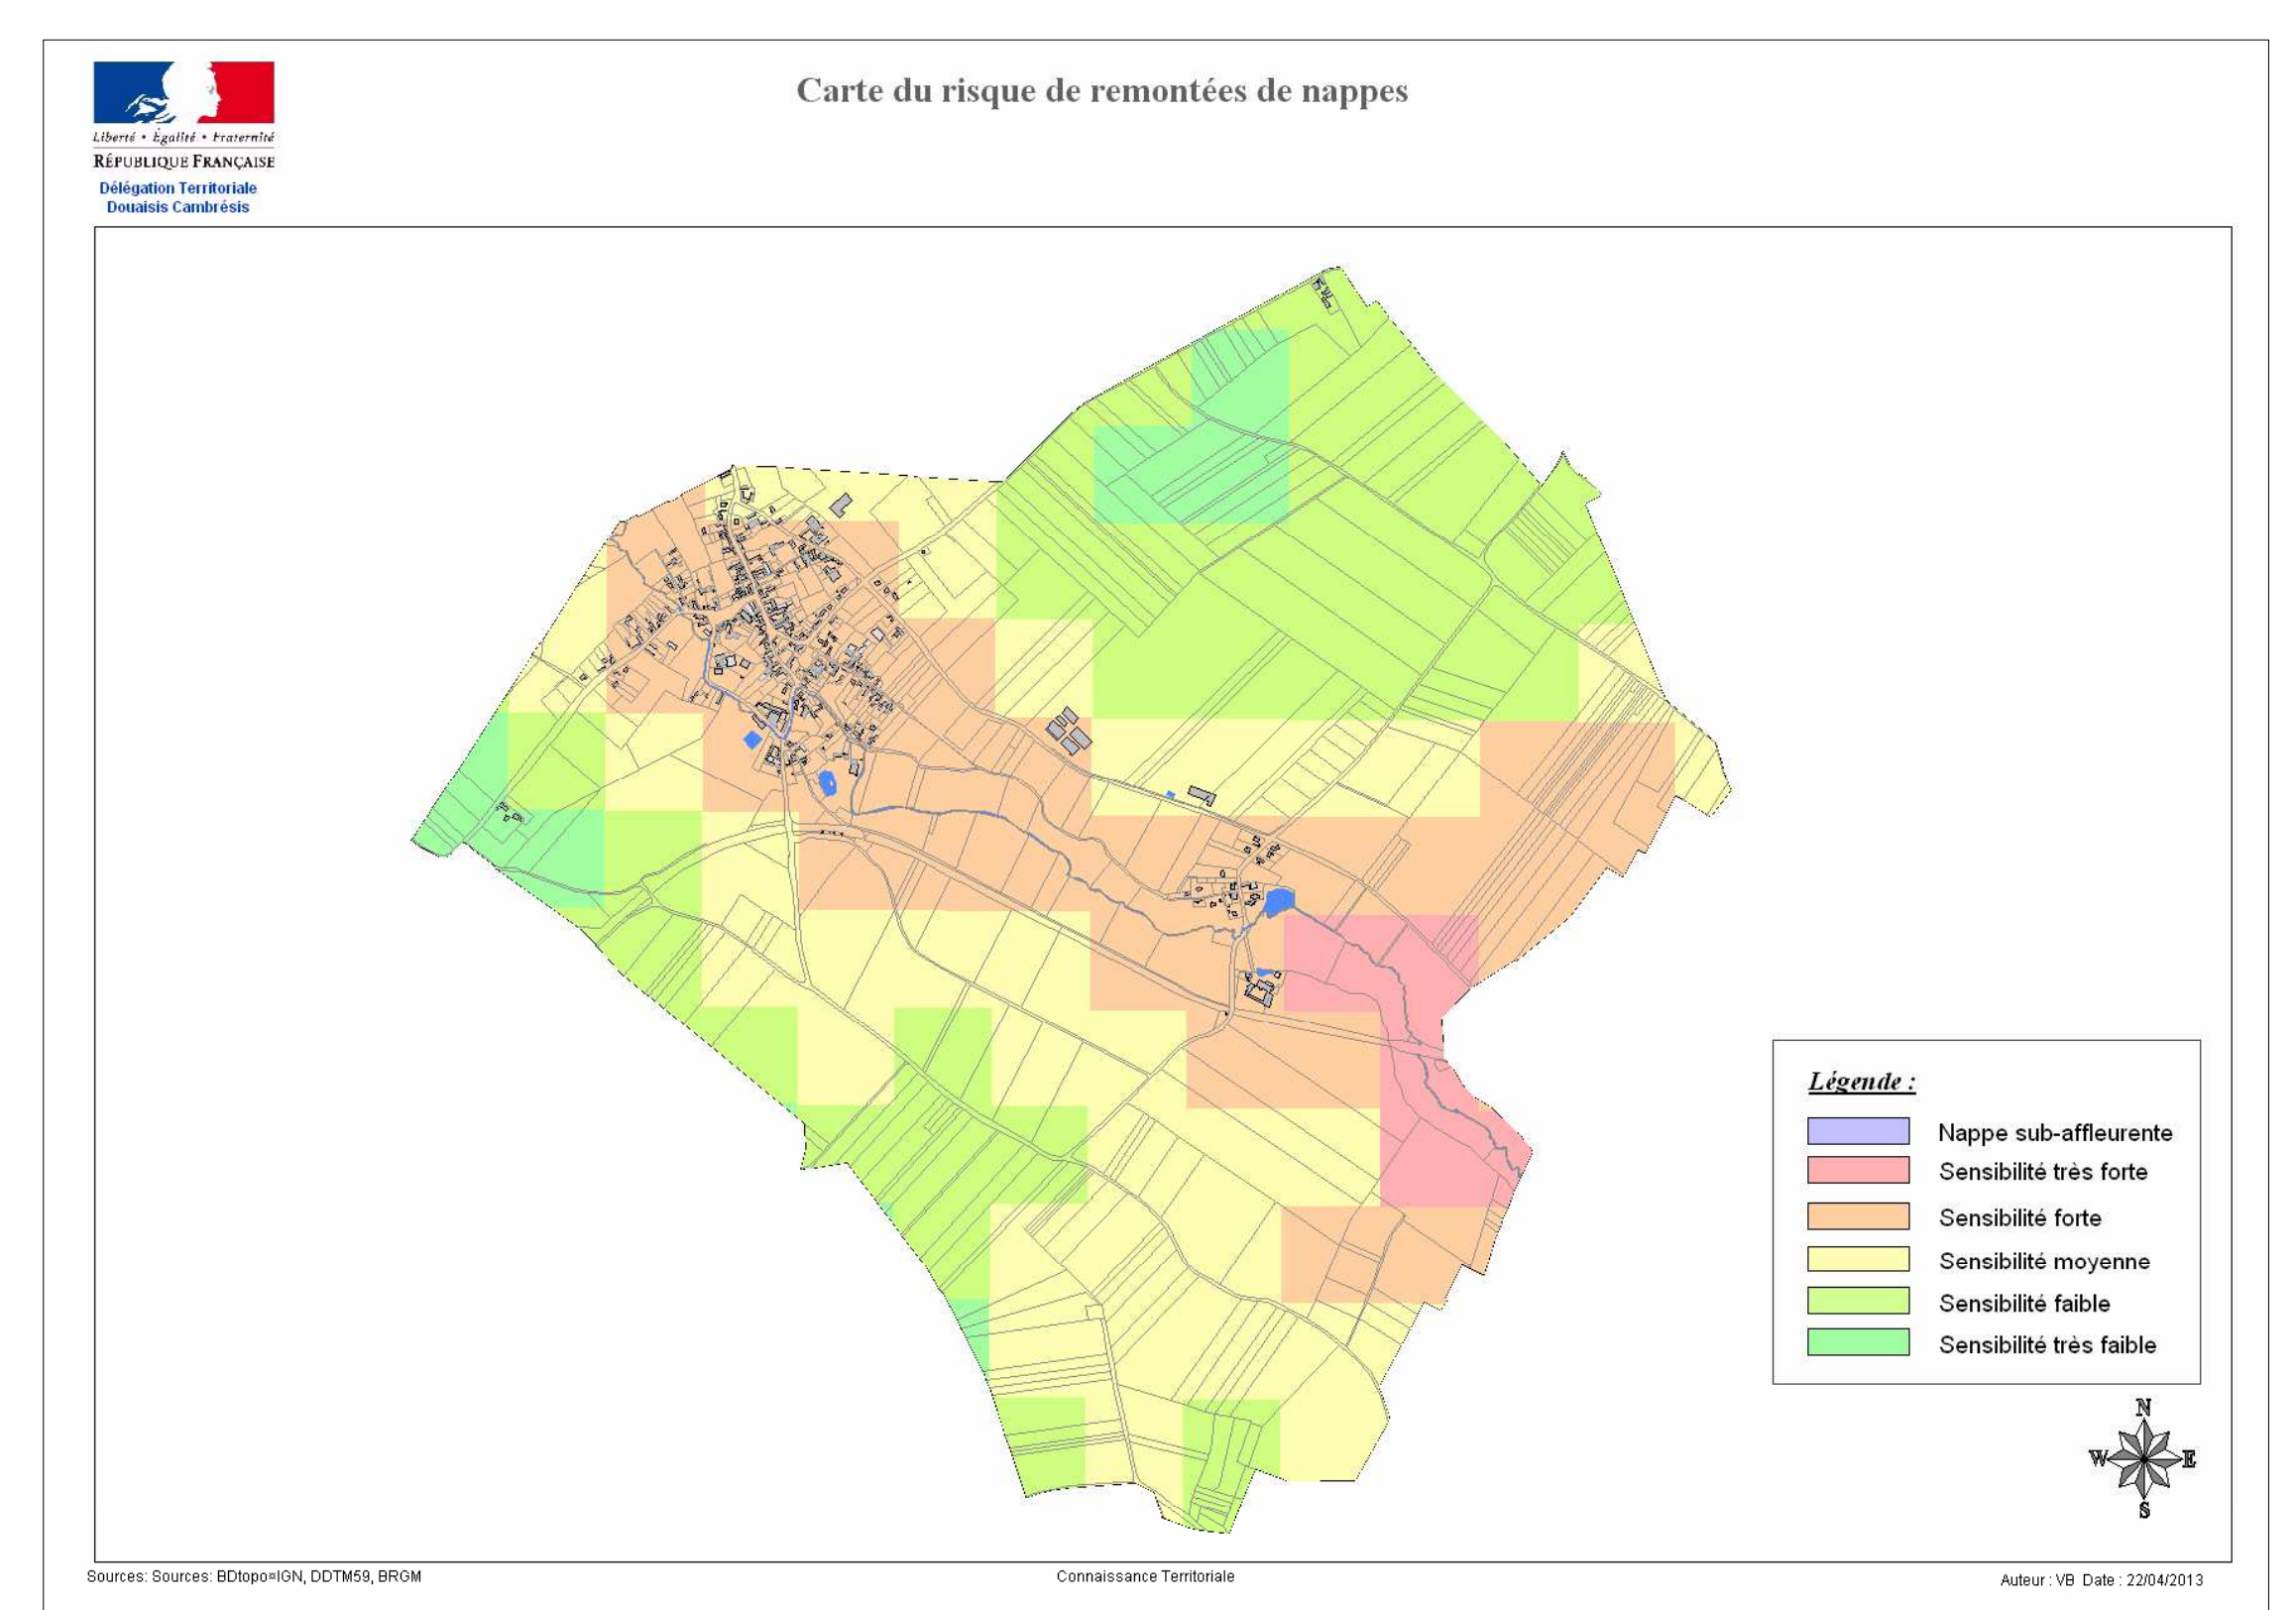 Carte du risque de remontées de nappes
Liberté • Égalité • Fraternité
RÉPUBLIQUE FRANÇAISE
Délégation Territoriale
Douaisis Cambrésis
Légende :
Nappe sub-affleurente
Sensibilité très forte
Sensibilité forte
Sensibilité moyenne
Sensibilité faible
Sensibilité très faible
N
W E
S
Sources: Sources: BDtopo¤IGN, DDTM59, BRGM
Connaissance Territoriale
Auteur : VB Date : 22/04/2013